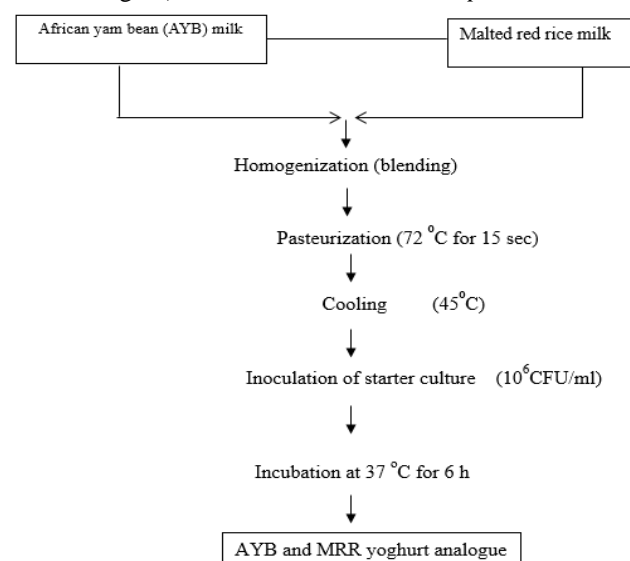 African yam bean (AYB) milk
Malted red rice milk
Homogenization (blending)
Pasteurization (72 °C for 15 sec)
Cooling (45°C)
Inoculation of starter culture (10⁶CFU/ml)
Incubation at 37 °C for 6 h
AYB and MRR yoghurt analogue